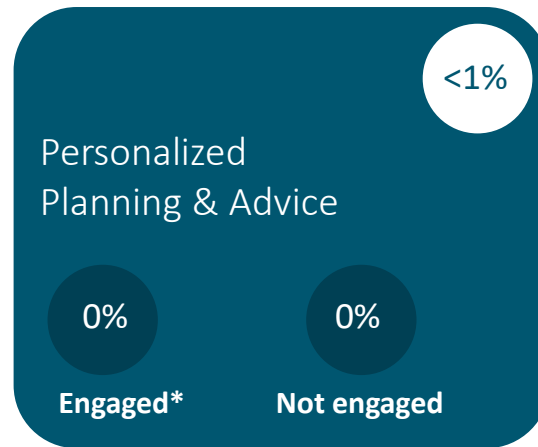 <1%
Personalized
Planning & Advice
0% 0%
Engaged* Not engaged